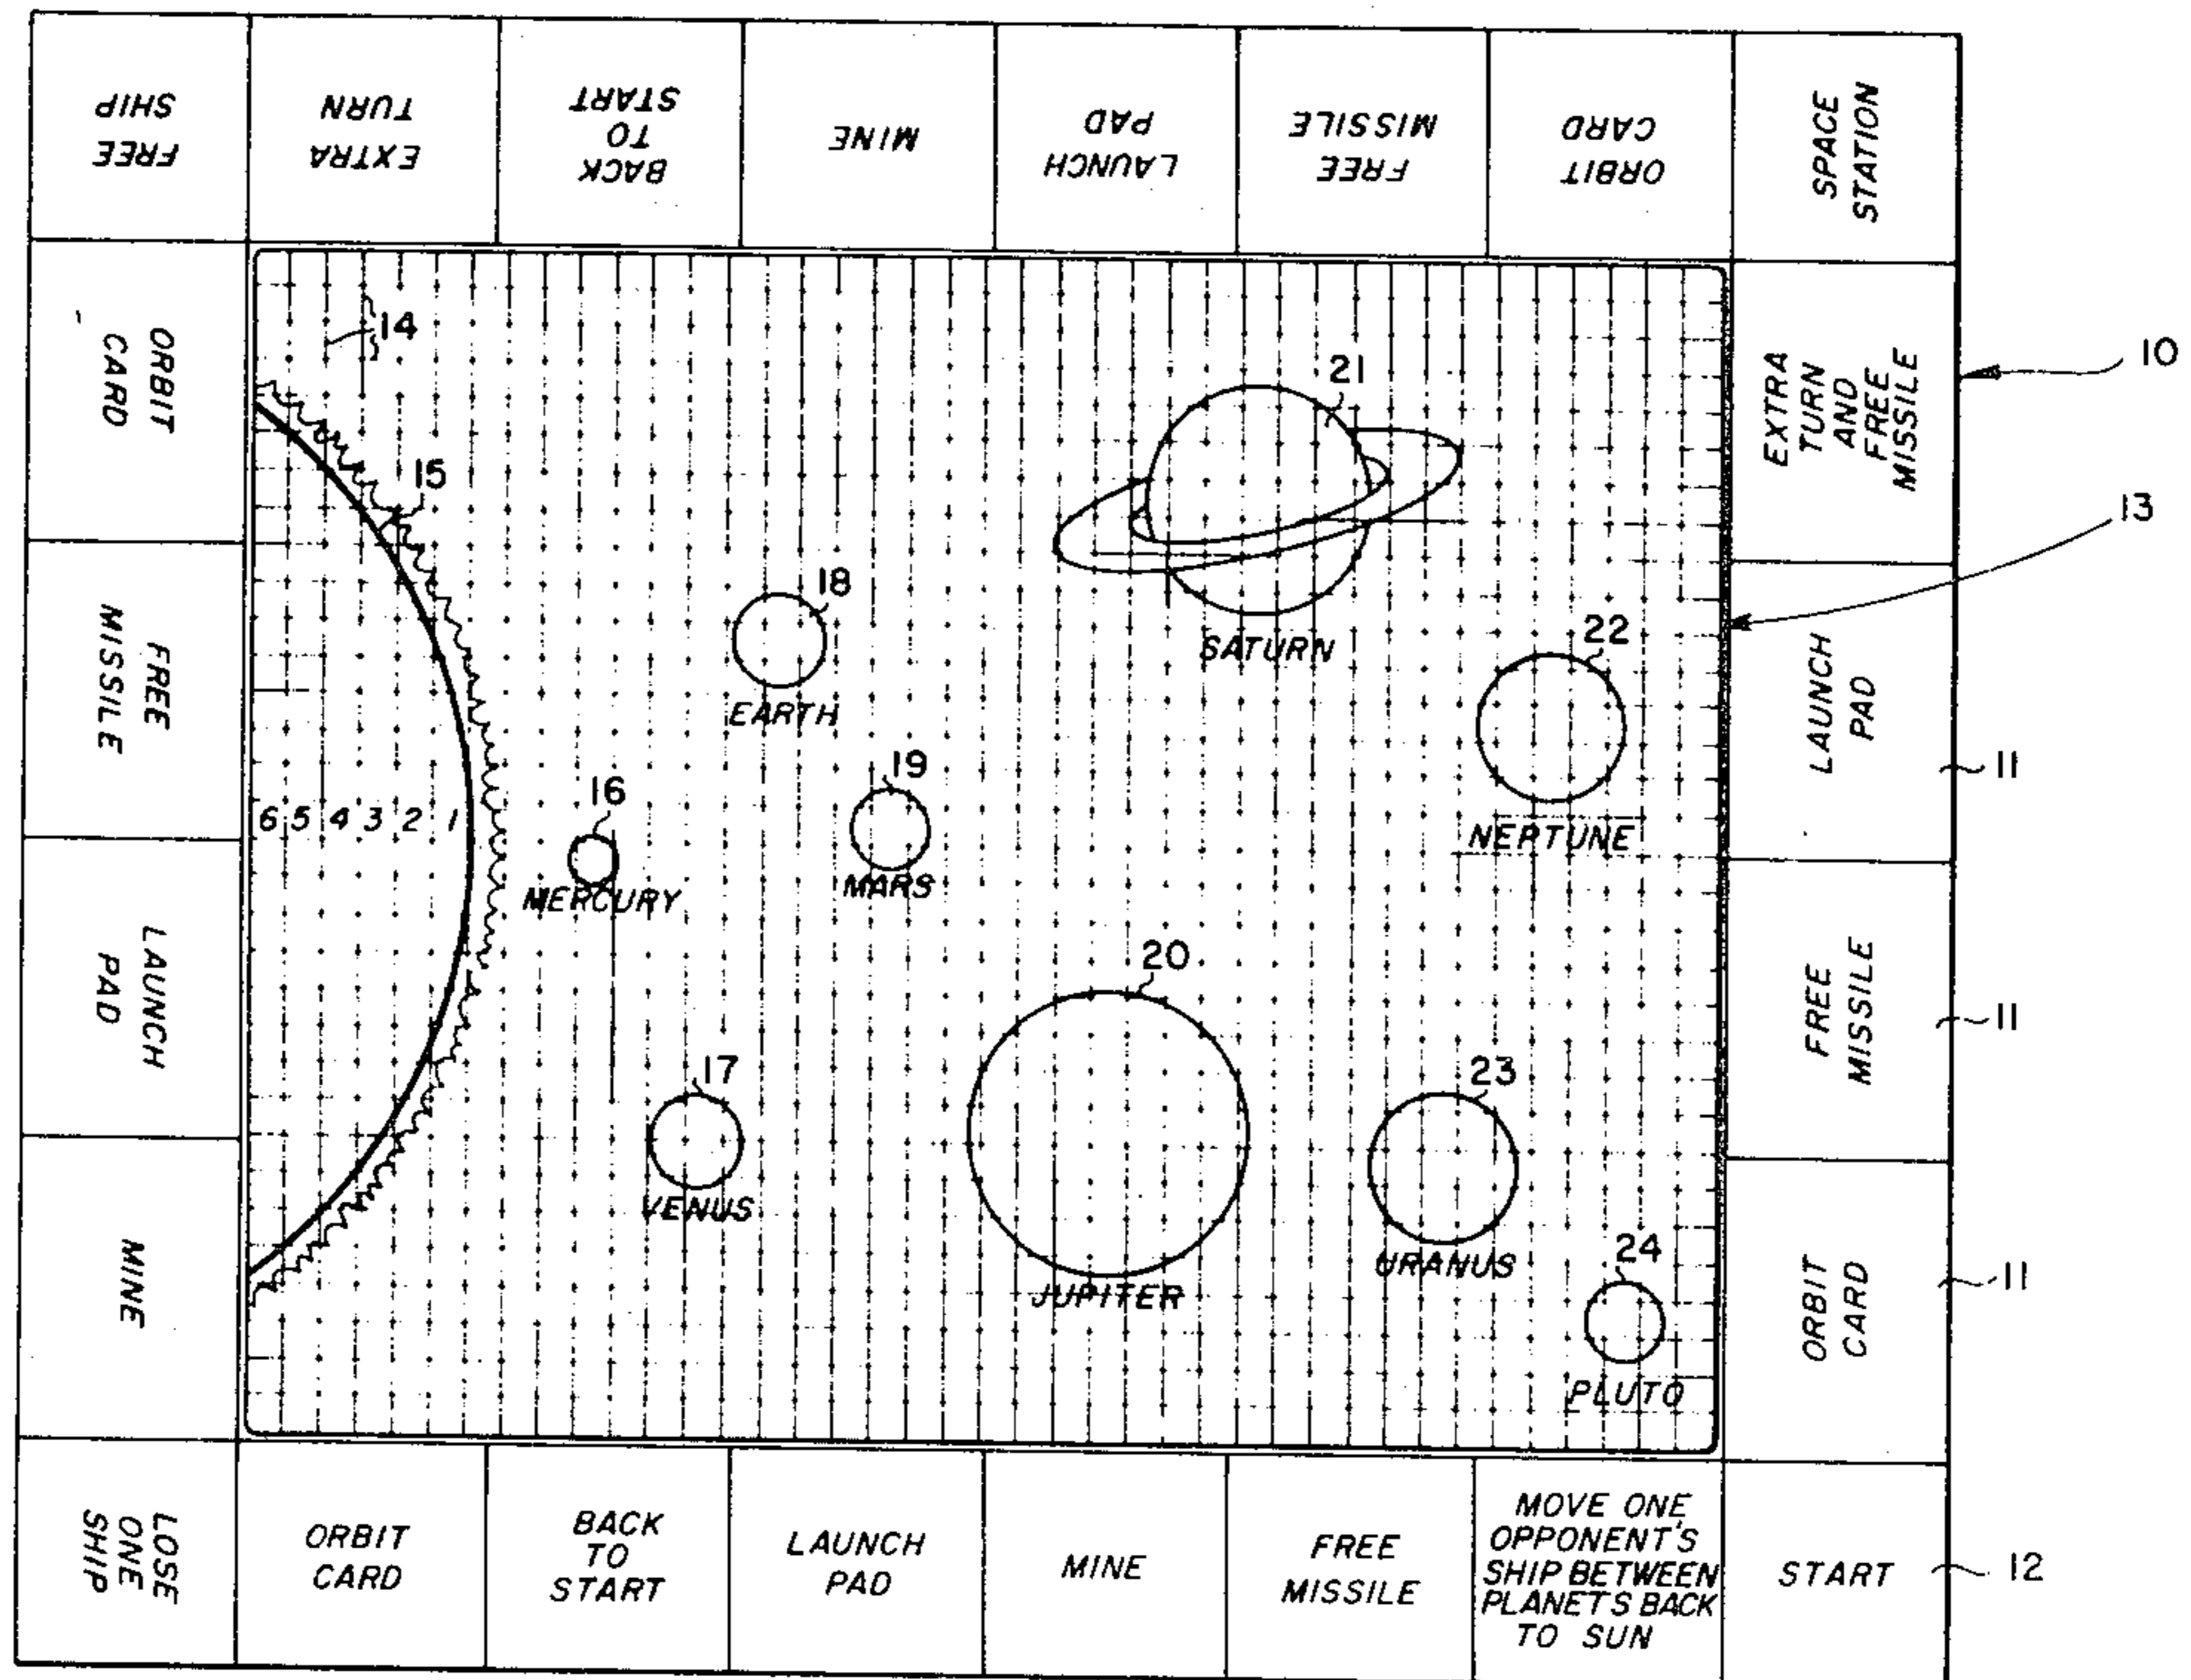 FREE
SHIP
EXTRA
TURN
BACK
TO
START
MINE
LAUNCH
PAD
FREE
MISSILE
ORBIT
CARD
SPACE
STATION
ORBIT
CARD
FREE
MISSILE
LAUNCH
PAD
MINE
LOSE
ONE
SHIP
14
15
21
18
SATURN
EARTH
22
19
16
6 5 4 3 2 1
NEPTUNE
MARS
MERCURY
20
17
23
VENUS
URANUS
24
JUPITER
PLUTO
EXTRA
TURN
AND
FREE
MISSILE
10
13
LAUNCH
PAD
11
FREE
MISSILE
11
ORBIT
CARD
11
ORBIT
CARD
BACK
TO
START
LAUNCH
PAD
MINE
FREE
MISSILE
MOVE ONE
OPPONENT'S
SHIP BETWEEN
PLANETS BACK
TO SUN
START
12